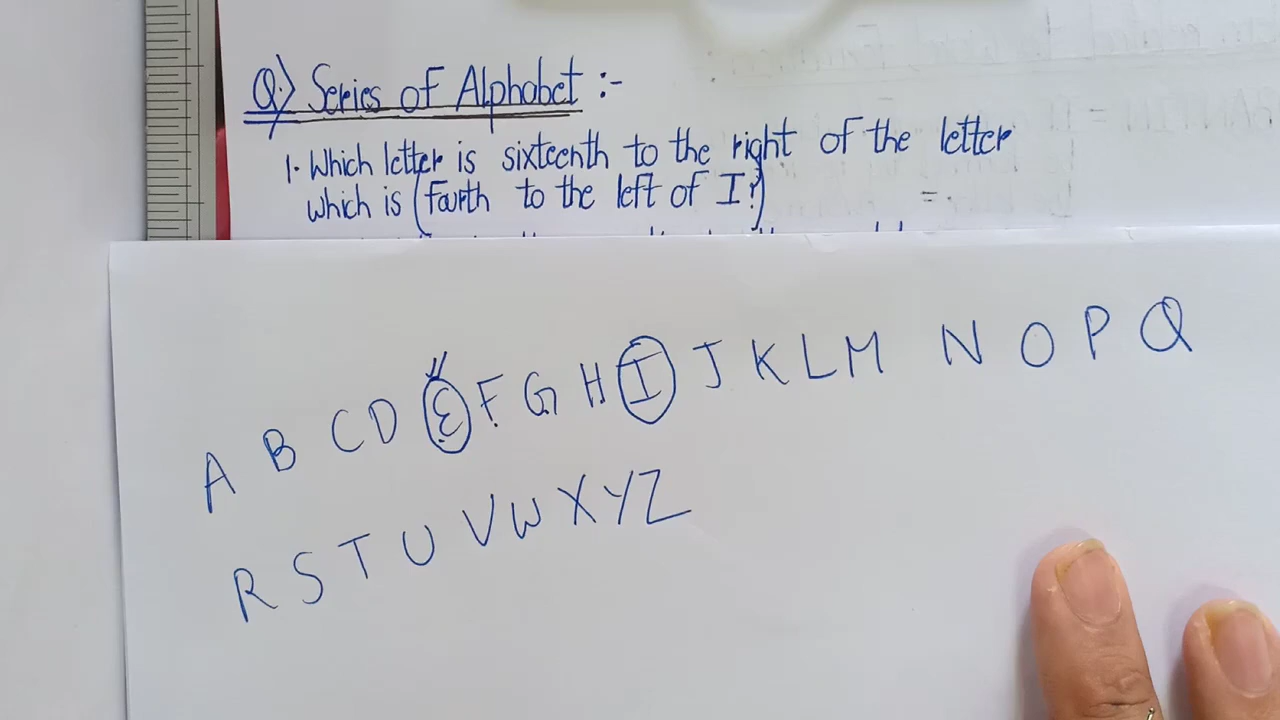 Q.) Series of Alphabet :-
1. Which letter is sixteenth to the right of the letter
which is (fourth to the left of I?)
A B C D E F G H I J K L M N O P Q
R S T U V W X Y Z